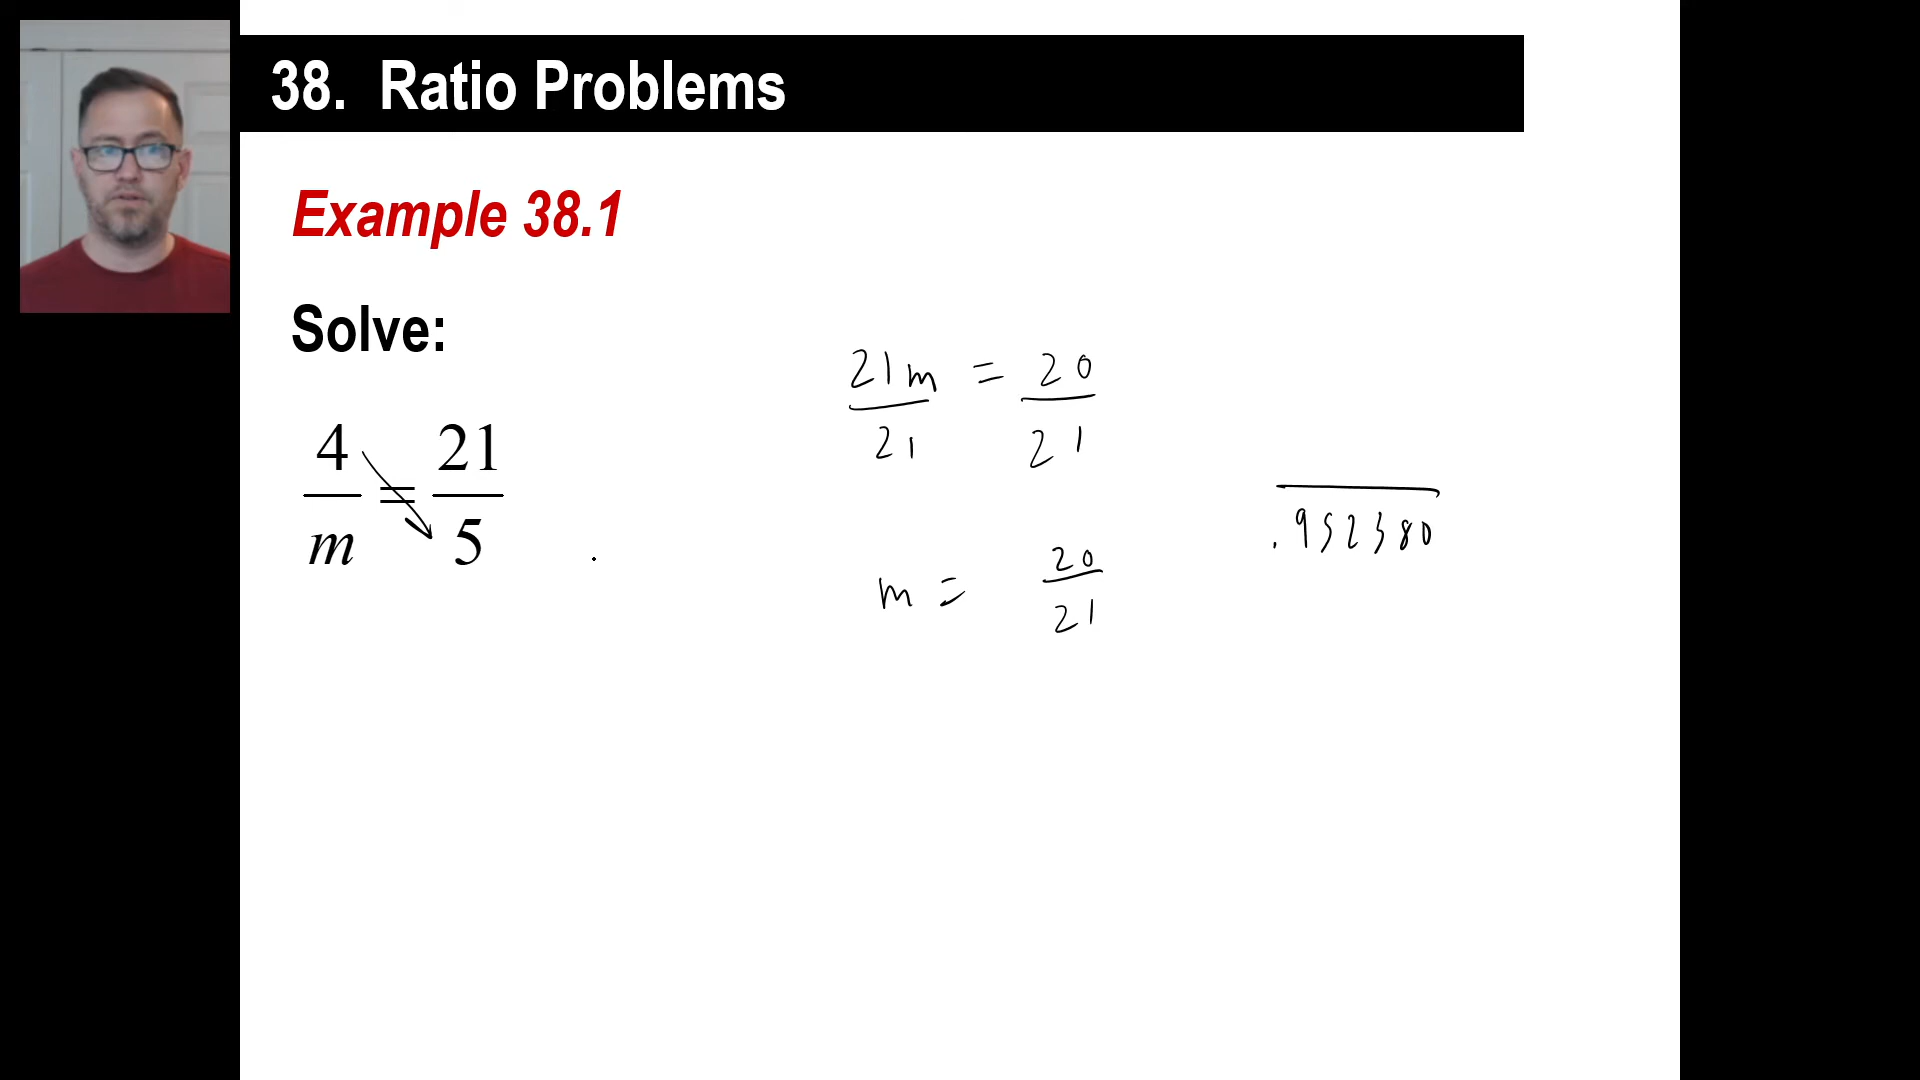 38. Ratio Problems
Example 38.1
Solve:
4/m = 21/5
21m/21 = 20/21
m = 20/21
.952380